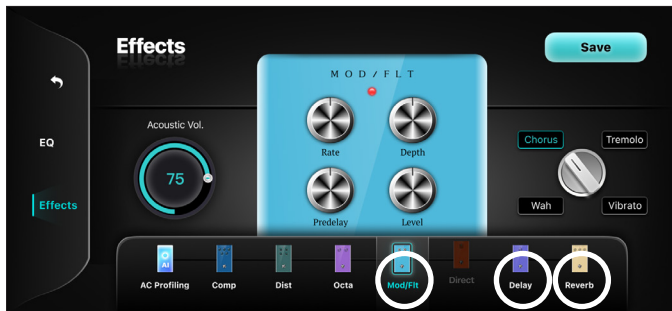 Effects
Save
MOD/FLT
EQ
Effects
Acoustic Vol.
75
Rate
Depth
Predelay
Level
Chorus
Tremolo
Wah
Vibrato
AI
AC Profiling
Comp
Dist
Octa
Mod/Flt
Direct
Delay
Reverb